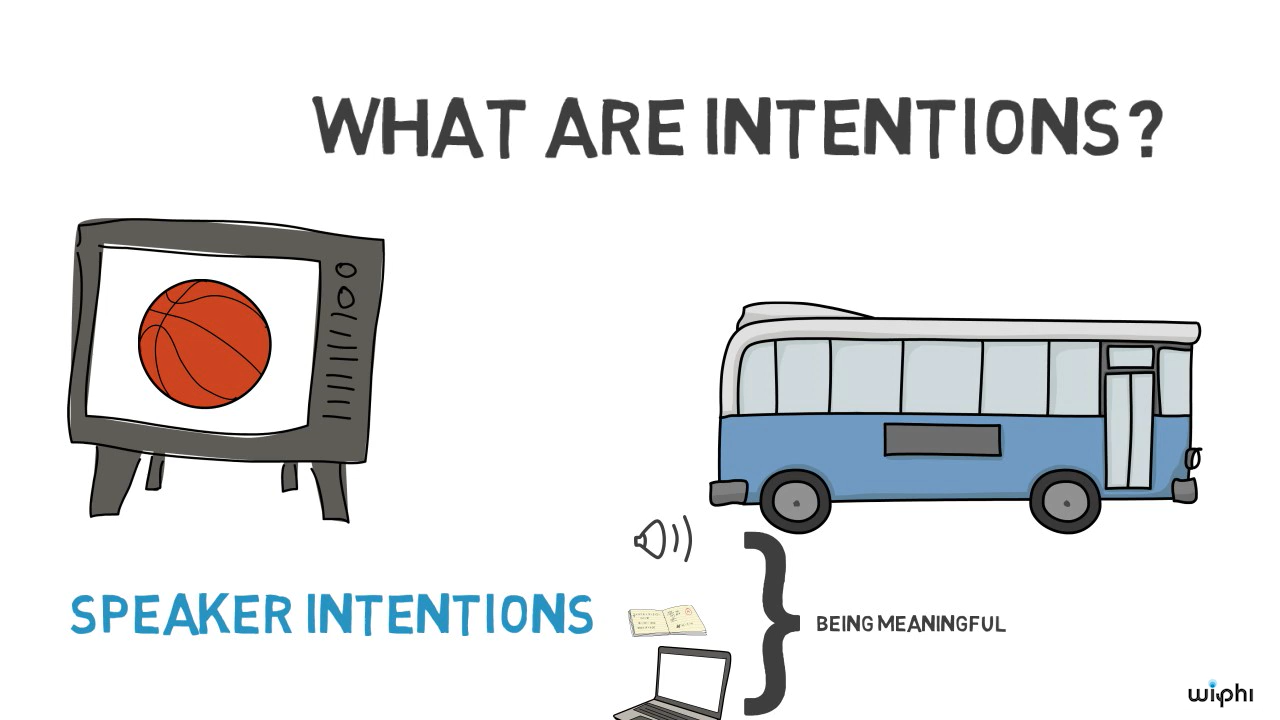 WHAT ARE INTENTIONS?
SPEAKER INTENTIONS
BEING MEANINGFUL
wiphi